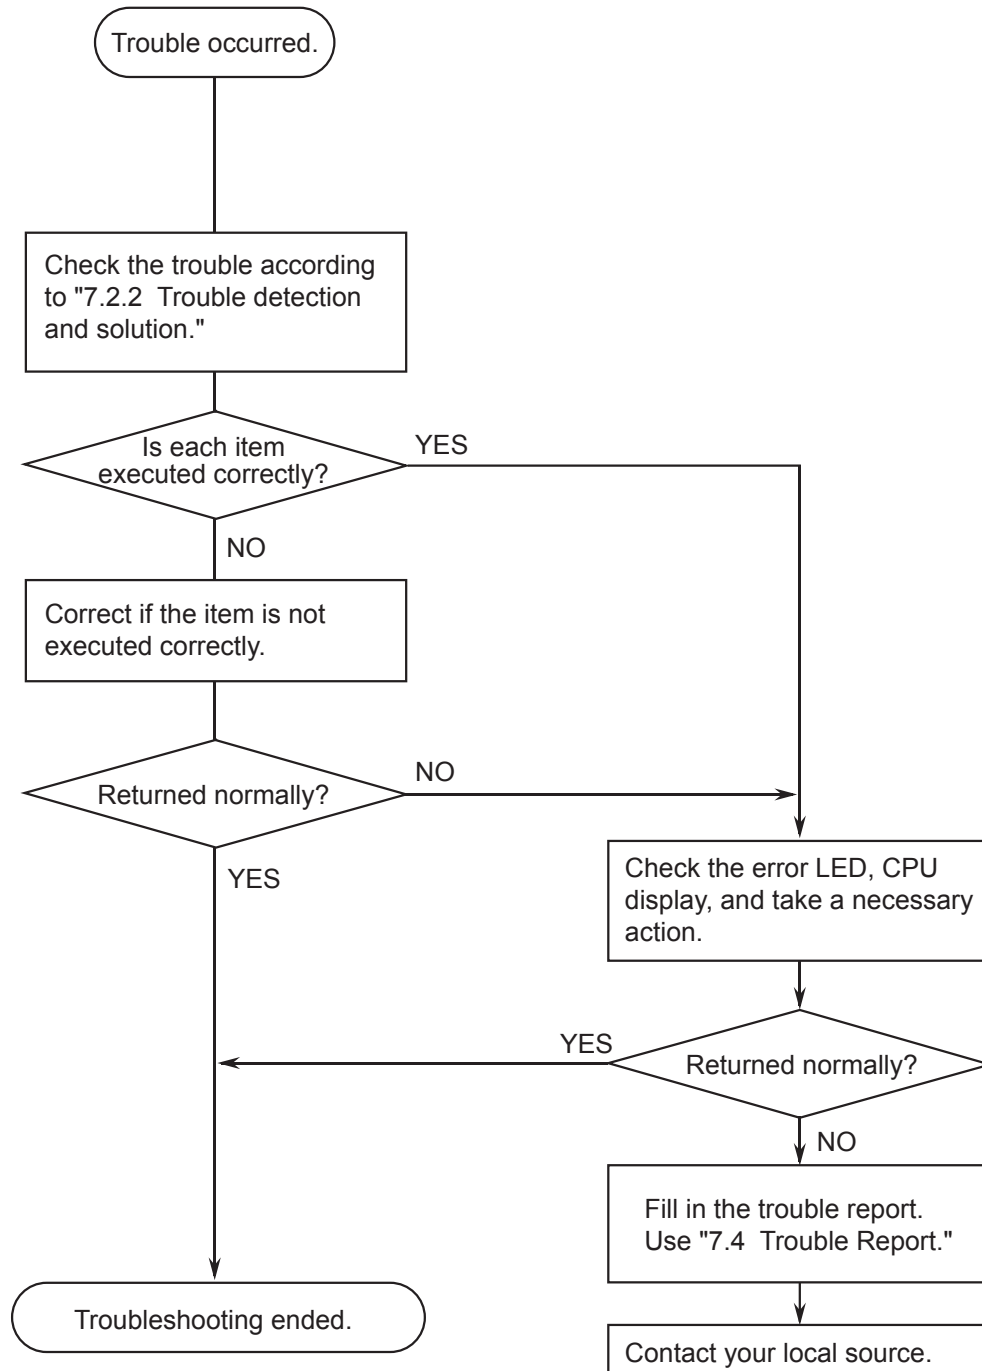 Trouble occurred.
Check the trouble according
to "7.2.2  Trouble detection
and solution."
Is each item
executed correctly?
YES
NO
Correct if the item is not
executed correctly.
Returned normally?
NO
YES
Check the error LED, CPU
display, and take a necessary
action.
Returned normally?
YES
NO
Fill in the trouble report.
Use "7.4  Trouble Report."
Contact your local source.
Troubleshooting ended.